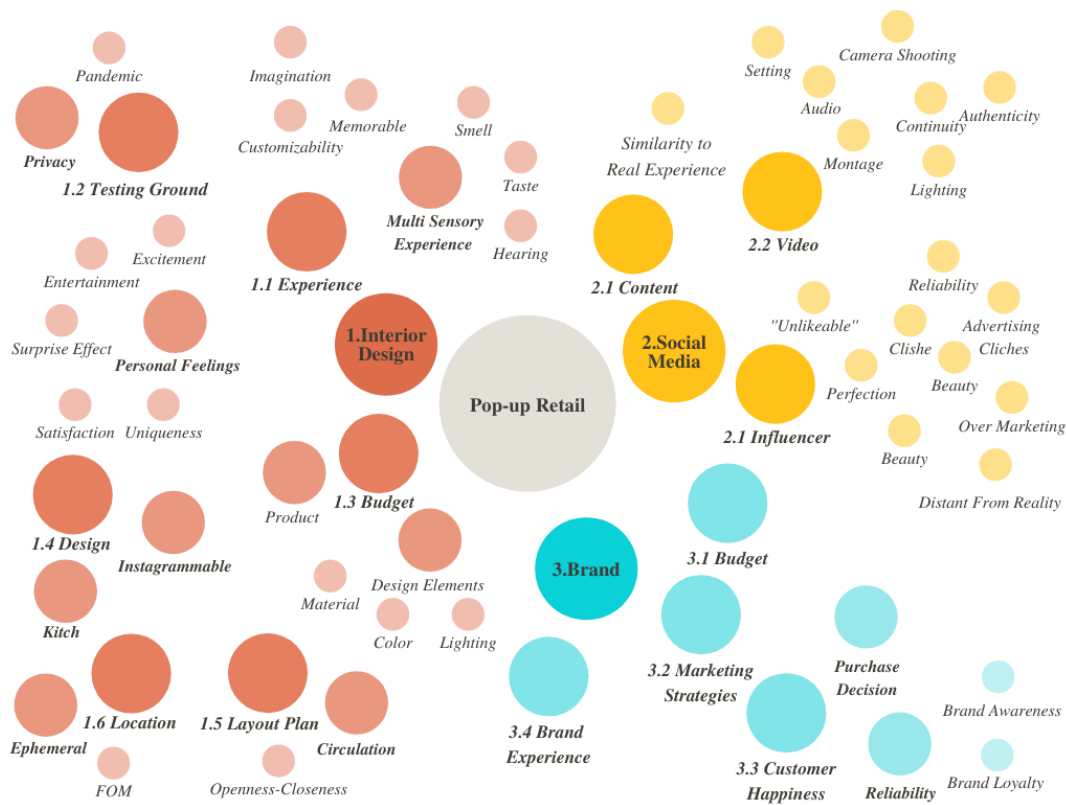 Pandemic
Privacy
1.2 Testing Ground
Imagination
Customizability
Memorable
Smell
Taste
Hearing
Multi Sensory
Experience
1.1 Experience
Excitement
Entertainment
Surprise Effect
Personal Feelings
Satisfaction
Uniqueness
1.Interior
Design
Pop-up Retail
2.Social
Media
Similarity to
Real Experience
2.1 Content
Setting
Camera Shooting
Audio
Continuity
Authenticity
Montage
Lighting
2.2 Video
Reliability
"Unlikeable"
Clishe
Advertising
Cliches
Perfection
Beauty
Over Marketing
2.1 Influencer
Beauty
Distant From Reality
1.3 Budget
Product
Design Elements
Material
Color
Lighting
1.4 Design
Instagrammable
Kitch
1.6 Location
Ephemeral
FOM
1.5 Layout Plan
Circulation
Openness-Closeness
3.Brand
3.1 Budget
3.2 Marketing
Strategies
Purchase
Decision
3.4 Brand
Experience
3.3 Customer
Happiness
Reliability
Brand Awareness
Brand Loyalty